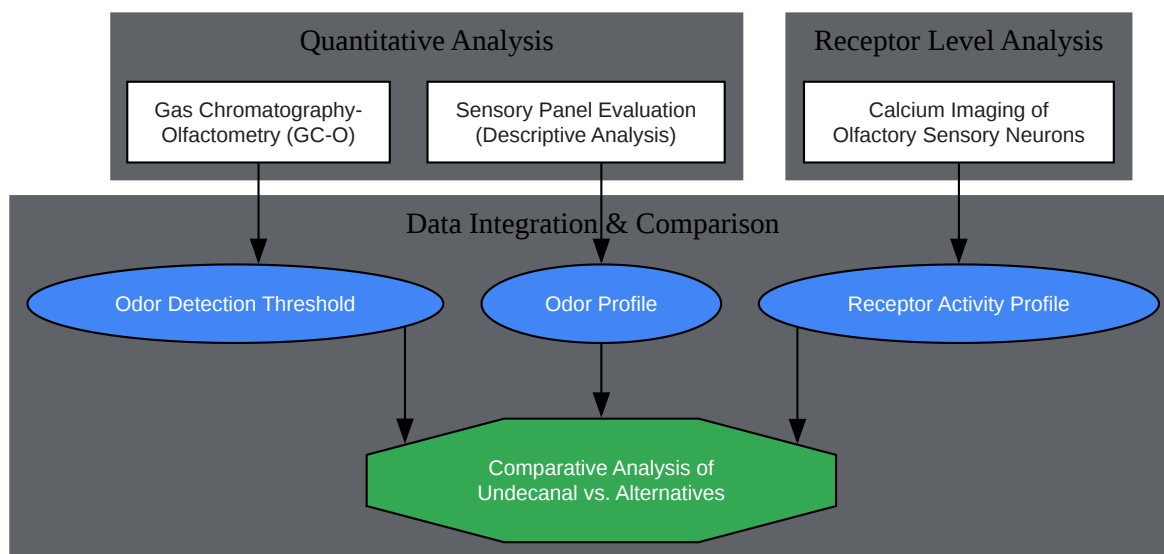 Quantitative Analysis
Receptor Level Analysis
Gas Chromatography-
Olfactometry (GC-O)
Sensory Panel Evaluation
(Descriptive Analysis)
Calcium Imaging of
Olfactory Sensory Neurons
Data Integration & Comparison
Odor Detection Threshold
Odor Profile
Receptor Activity Profile
Comparative Analysis of
Undecanal vs. Alternatives